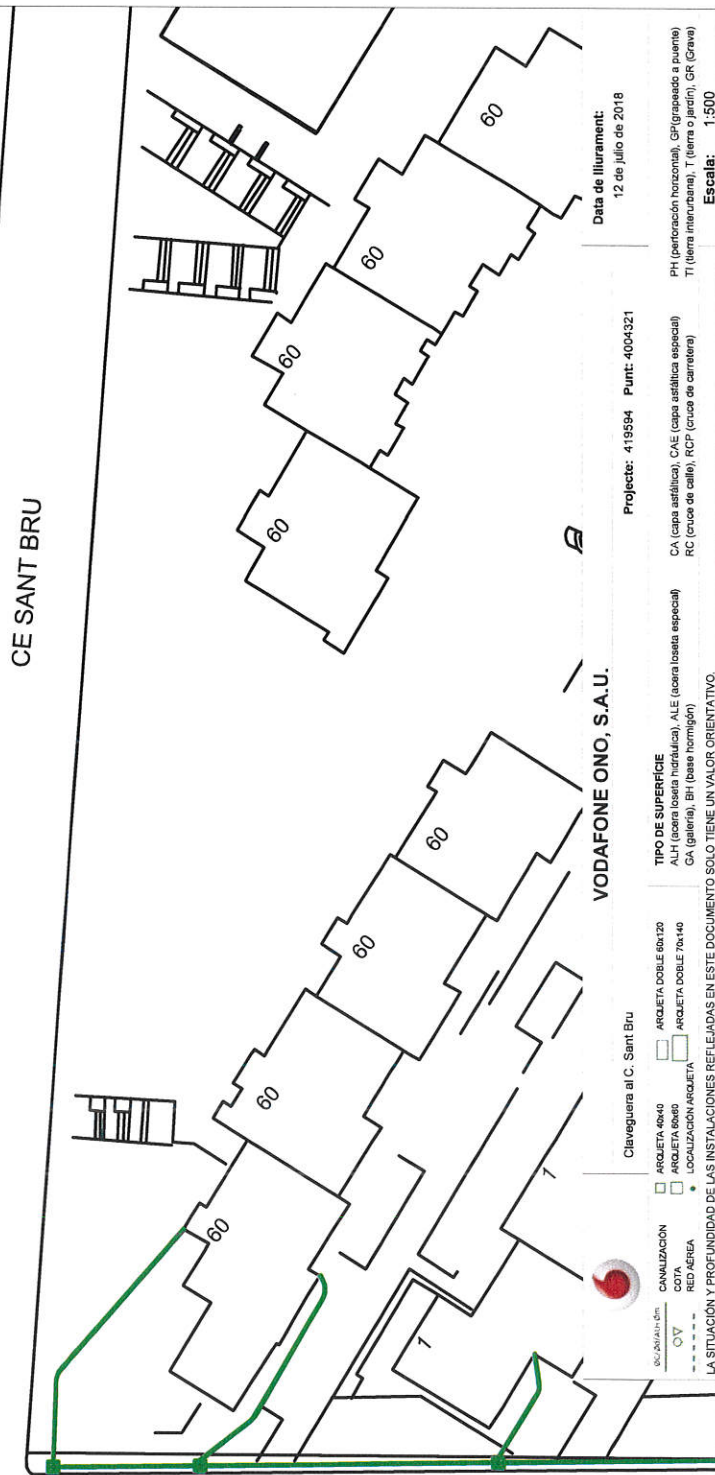 CE SANT BRU
60
60
60
60
60
60
60
60
1
1
VODAFONE ONO, S.A.U.
Claveguera al C. Sant Bru
Projecte: 419594 Punt: 4004321
Data de lliurament:
12 de julio de 2018
CANALIZACIÓN
COTA
RED AÉREA
ARQUETA 40x40
ARQUETA 60x60
LOCALIZACIÓN ARQUETA
ARQUETA DOBLE 60x120
ARQUETA DOBLE 70x140
TIPO DE SUPERFÍCIE
ALH (acera loseta hidráulica), ALE (acera loseta especial)
GA (galería), BH (base hormigón)
CA (capa asfáltica), CAE (capa asfáltica especial)
RC (cruce de calle), RCP (cruce de carretera)
PH (perforación horizontal), GP(grapeado a puente)
TI (tierra interurbana), T (tierra o jardín), GR (Grava)
Escala: 1:500
LA SITUACIÓN Y PROFUNDIDAD DE LAS INSTALACIONES REFLEJADAS EN ESTE DOCUMENTO SOLO TIENE UN VALOR ORIENTATIVO.